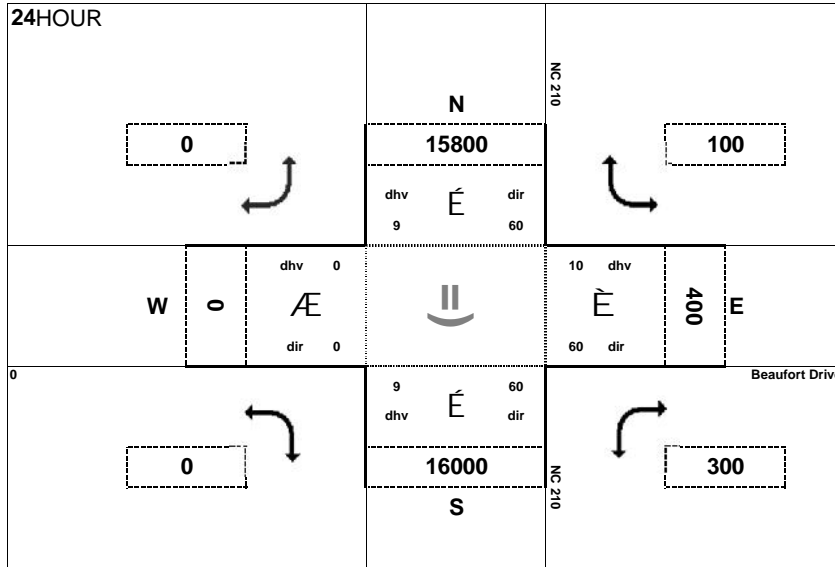 24HOUR
NC 210
N
0
15800
100
dhv
É
dir
9
60
dhv 0
10 dhv
W
0
Æ
È
400
E
dir 0
60 dir
0
Beaufort Drive
9
60
dhv
É
dir
0
16000
300
NC 210
S